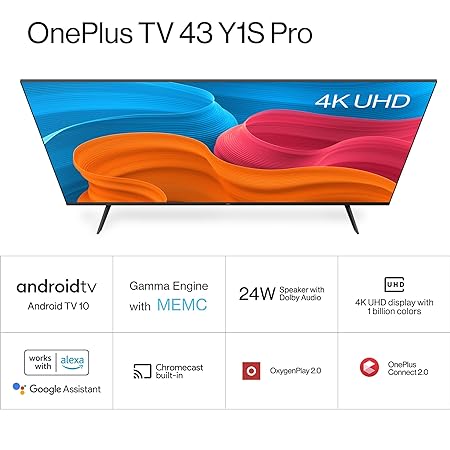 OnePlus TV 43 Y1S Pro
4K UHD
androidtv
Android TV 10
Gamma Engine
with MEMC
24W Speaker with
Dolby Audio
UHD
4K UHD display with
1 billion colors
works
with alexa
Google Assistant
Chromecast
built-in
OxygenPlay 2.0
OnePlus
Connect 2.0